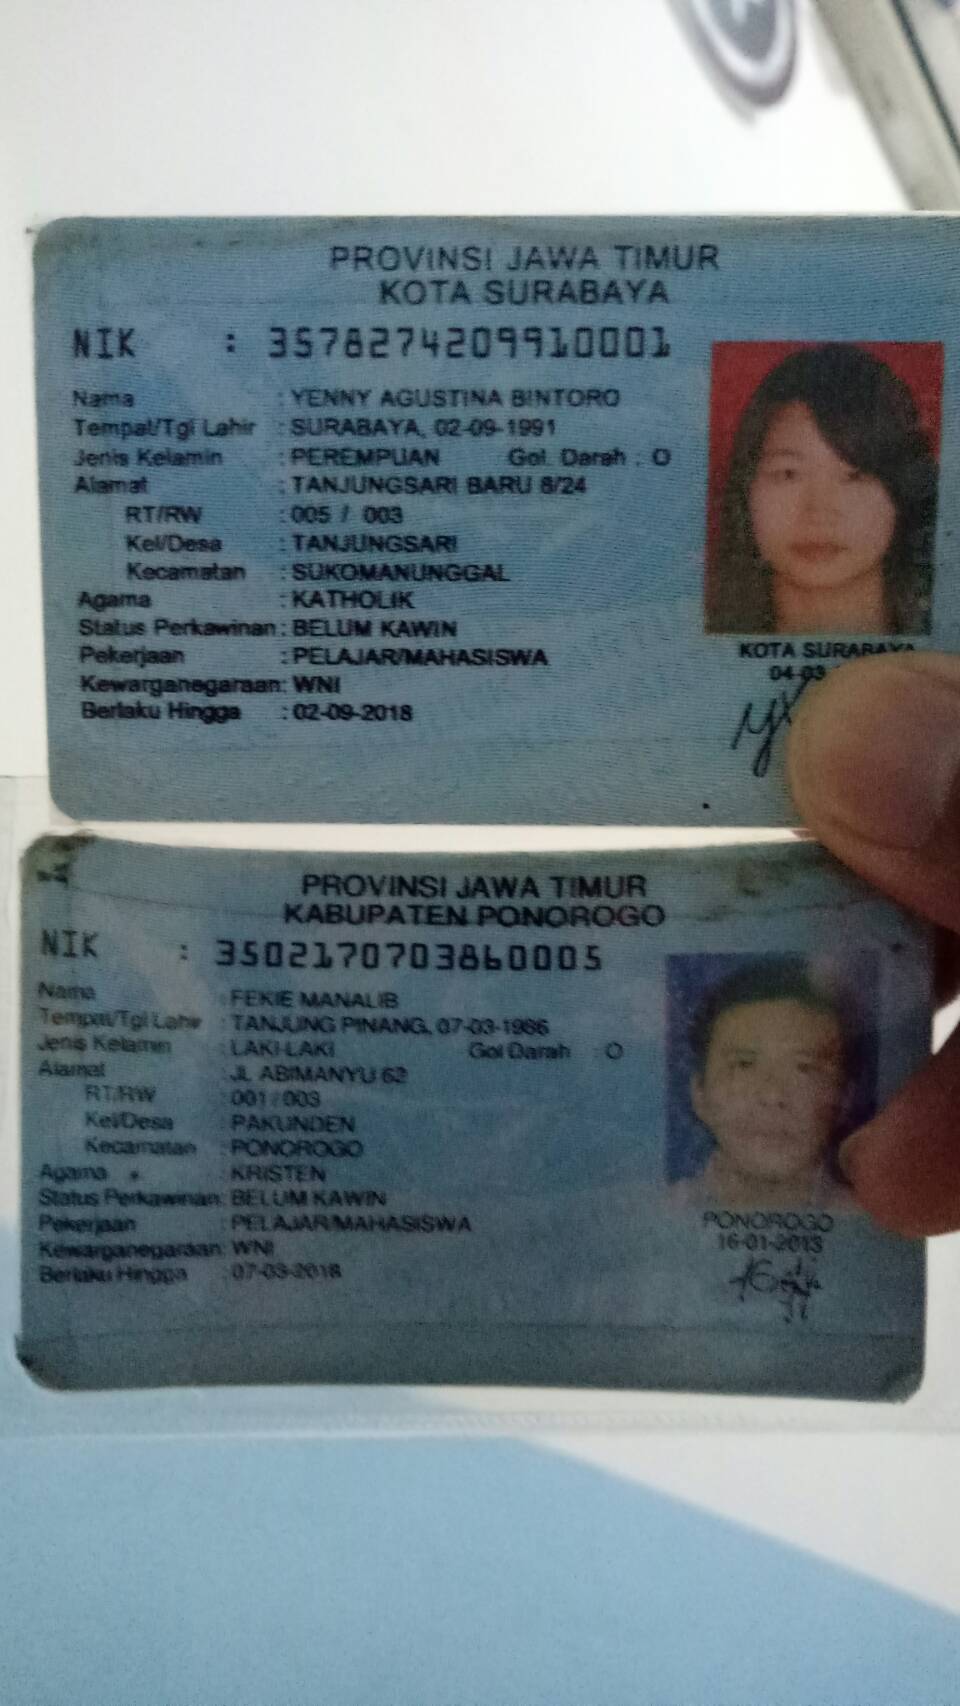 PROVINSI JAWA TIMUR
KOTA SURABAYA
NIK : 3578274209910001
Nama : YENNY AGUSTINA BINTORO
Tempat/Tgl Lahir : SURABAYA, 02-09-1991
Jenis Kelamin : PEREMPUAN Gol. Darah : O
Alamat : TANJUNGSARI BARU 8/24
RT/RW : 005 / 003
Kel/Desa : TANJUNGSARI
Kecamatan : SUKOMANUNGGAL
Agama : KATHOLIK
Status Perkawinan : BELUM KAWIN
Pekerjaan : PELAJAR/MAHASISWA
Kewarganegaraan: WNI
Berlaku Hingga : 02-09-2018
KOTA SURABAYA
04-03
PROVINSI JAWA TIMUR
KABUPATEN PONOROGO
NIK : 3502170703860005
Nama : FEKIE MANALIB
Tempat/Tgl Lahir : TANJUNG PINANG, 07-03-1986
Jenis Kelamin : LAKI-LAKI Gol Darah : O
Alamat : JL ABIMANYU 62
RT/RW : 001 / 003
Kel/Desa : PAKUNDEN
Kecamatan : PONOROGO
Agama : KRISTEN
Status Perkawinan: BELUM KAWIN
Pekerjaan : PELAJAR/MAHASISWA
Kewarganegaraan: WNI
Berlaku Hingga : 07-03-2018
PONOROGO
16-01-2013